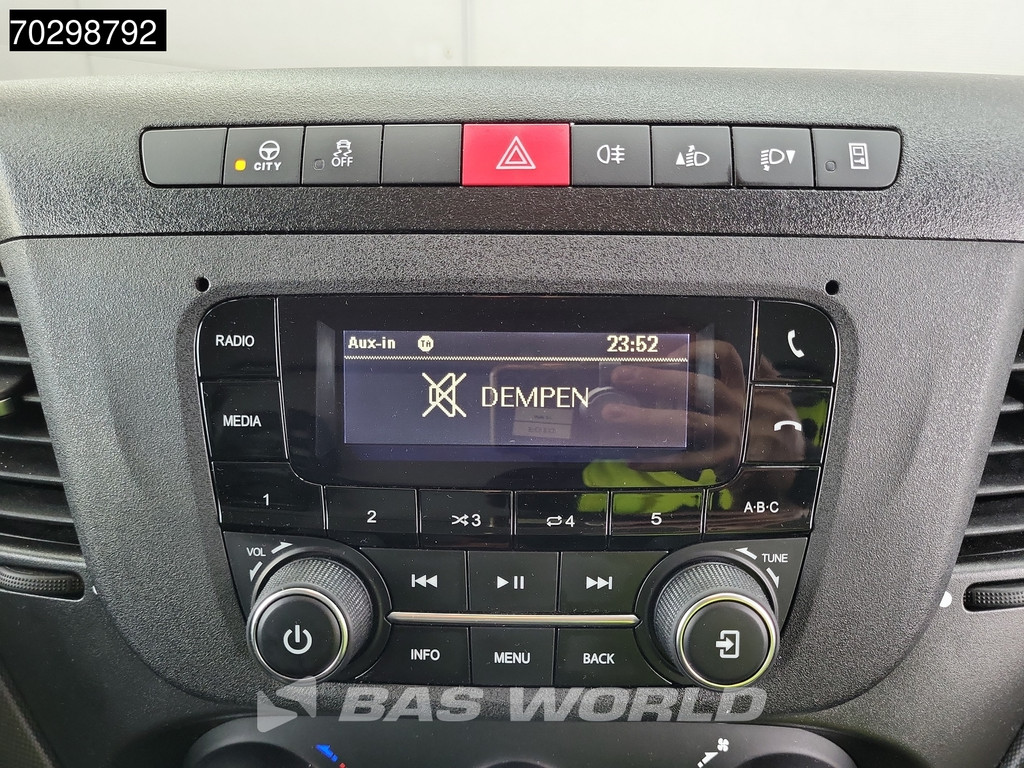 70298792
CITY
OFF
RADIO
Aux-in 23:52
DEMPEN
MEDIA
1 2 3 4 5 A·B·C
VOL TUNE
INFO MENU BACK
BAS WORLD